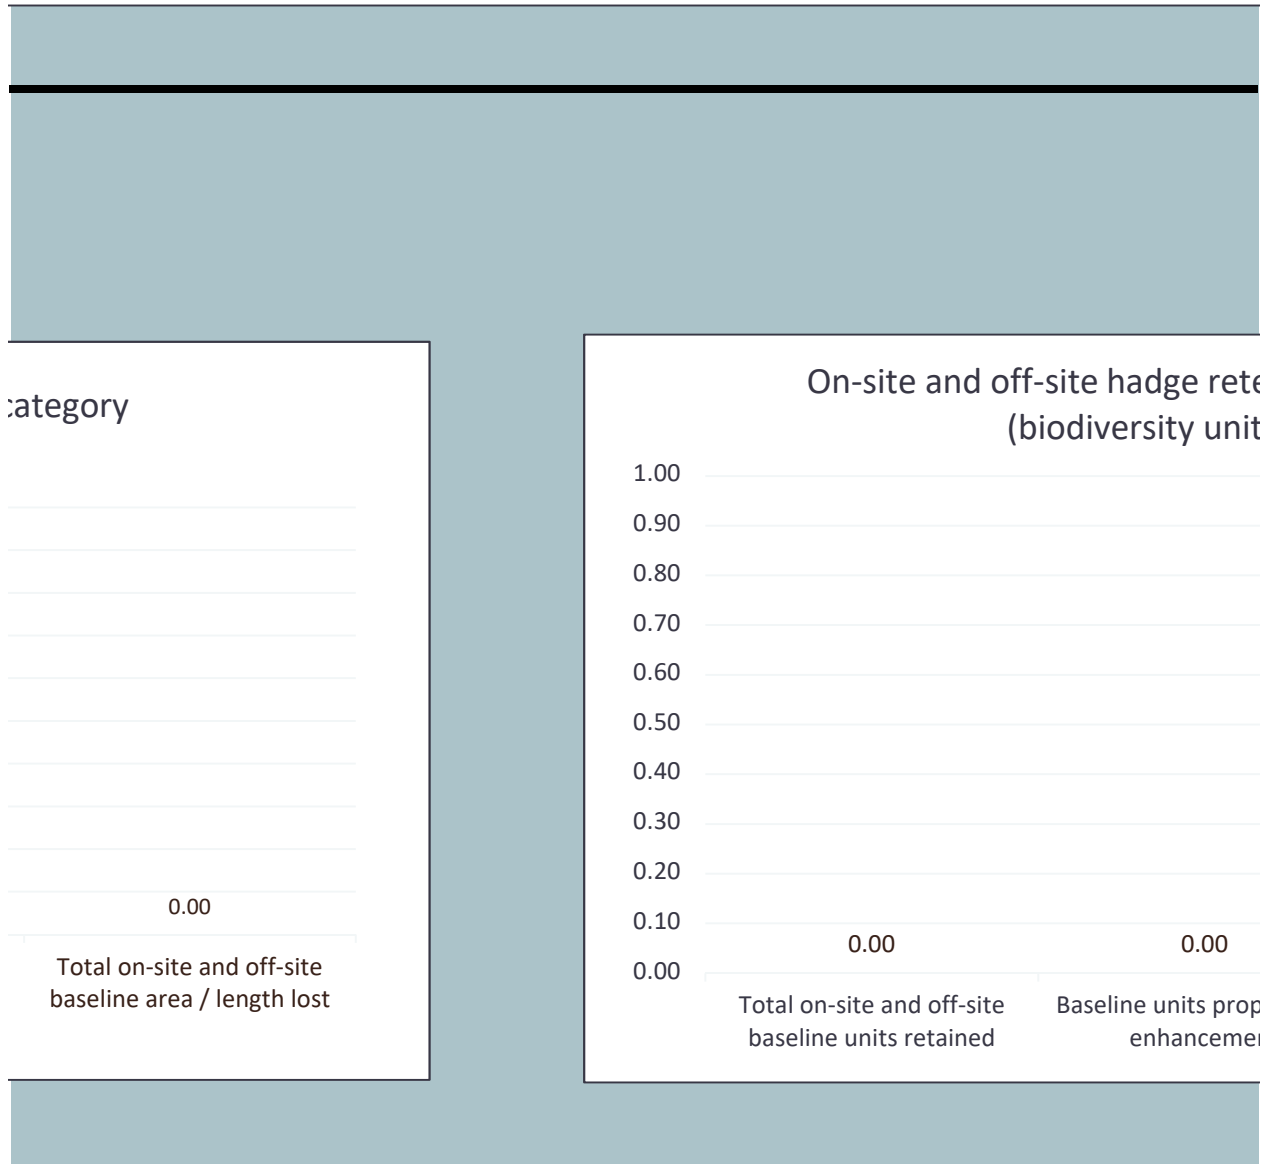 category
0.00
Total on-site and off-site
baseline area / length lost
On-site and off-site hadge rete
(biodiversity unit
1.00
0.90
0.80
0.70
0.60
0.50
0.40
0.30
0.20
0.10
0.00
0.00
0.00
Total on-site and off-site
baseline units retained
Baseline units prop
enhancemer